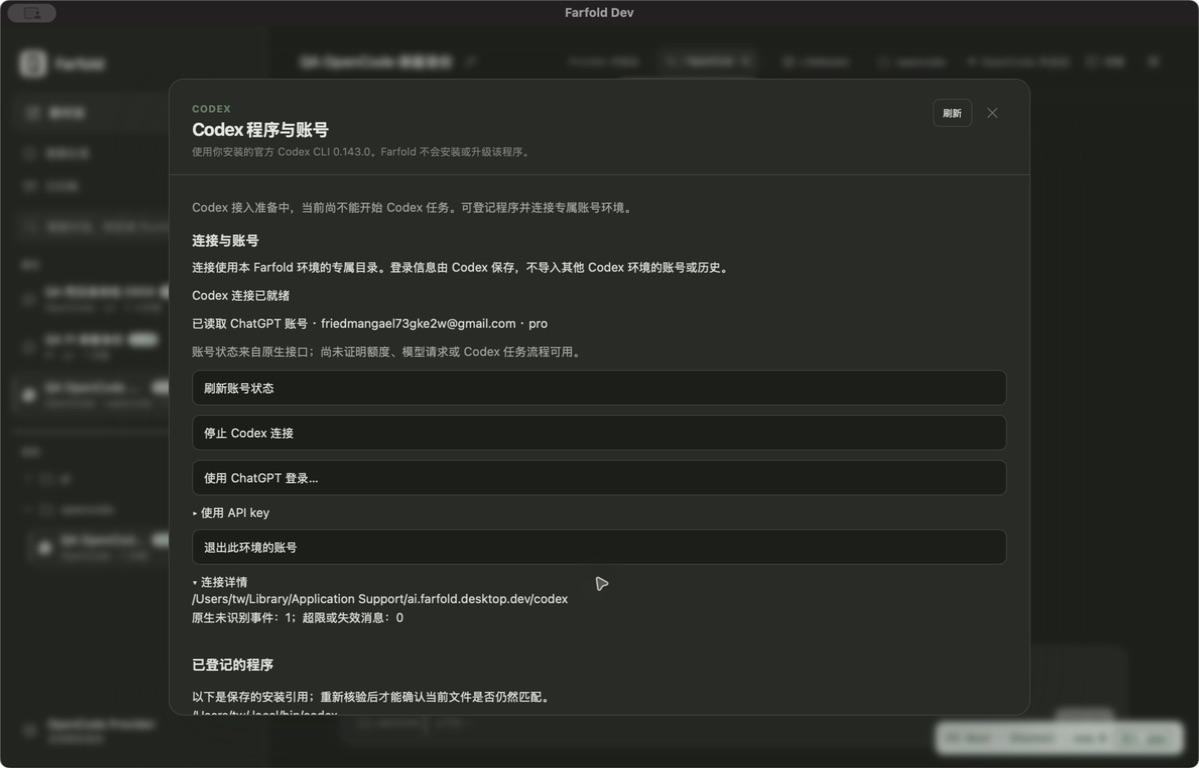 Farfold Dev
Farfold
CODEX
Codex 程序与账号
刷新
使用你安装的官方 Codex CLI 0.143.0。Farfold 不会安装或升级该程序。
Codex 接入准备中，当前尚不能开始 Codex 任务。可登记程序并连接专属账号环境。
连接与账号
连接使用本 Farfold 环境的专属目录。登录信息由 Codex 保存，不导入其他 Codex 环境的账号或历史。
Codex 连接已就绪
已读取 ChatGPT 账号 · friedmangael73gke2w@gmail.com · pro
账号状态来自原生接口；尚未证明额度、模型请求或 Codex 任务流程可用。
刷新账号状态
停止 Codex 连接
使用 ChatGPT 登录...
▸ 使用 API key
退出此环境的账号
▾ 连接详情
/Users/tw/Library/Application Support/ai.farfold.desktop.dev/codex
原生未识别事件：1；超限或失效消息：0
已登记的程序
以下是保存的安装引用；重新核验后才能确认当前文件是否仍然匹配。
/Users/tw/.local/bin/codex